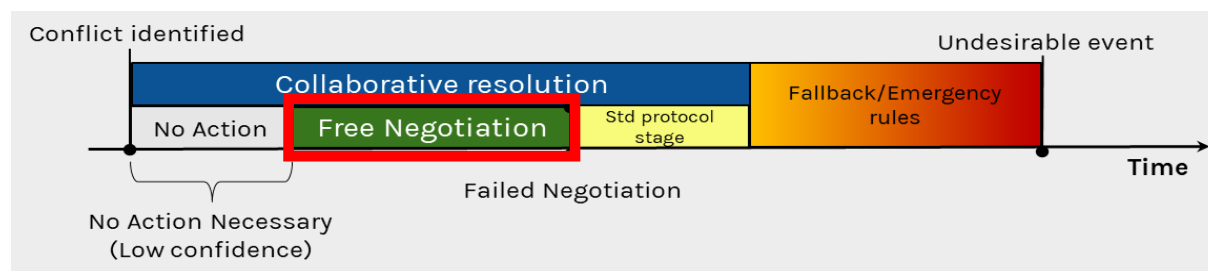 Conflict identified
Undesirable event
Collaborative resolution
Fallback/Emergency
rules
No Action
Free Negotiation
Std protocol
stage
Time
Failed Negotiation
No Action Necessary
(Low confidence)